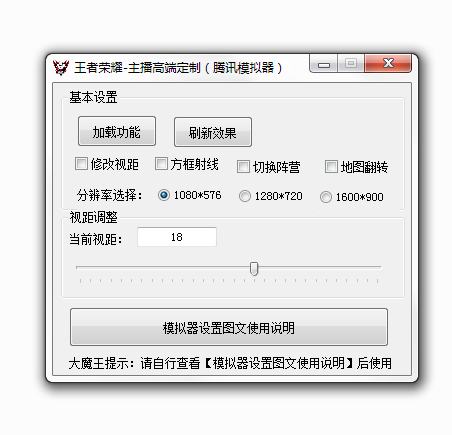 王者荣耀-主播高端定制（腾讯模拟器）
基本设置
加载功能 刷新效果
修改视距 方框射线 切换阵营 地图翻转
分辨率选择： 1080*576 1280*720 1600*900
视距调整
当前视距： 18
模拟器设置图文使用说明
大魔王提示：请自行查看【模拟器设置图文使用说明】后使用